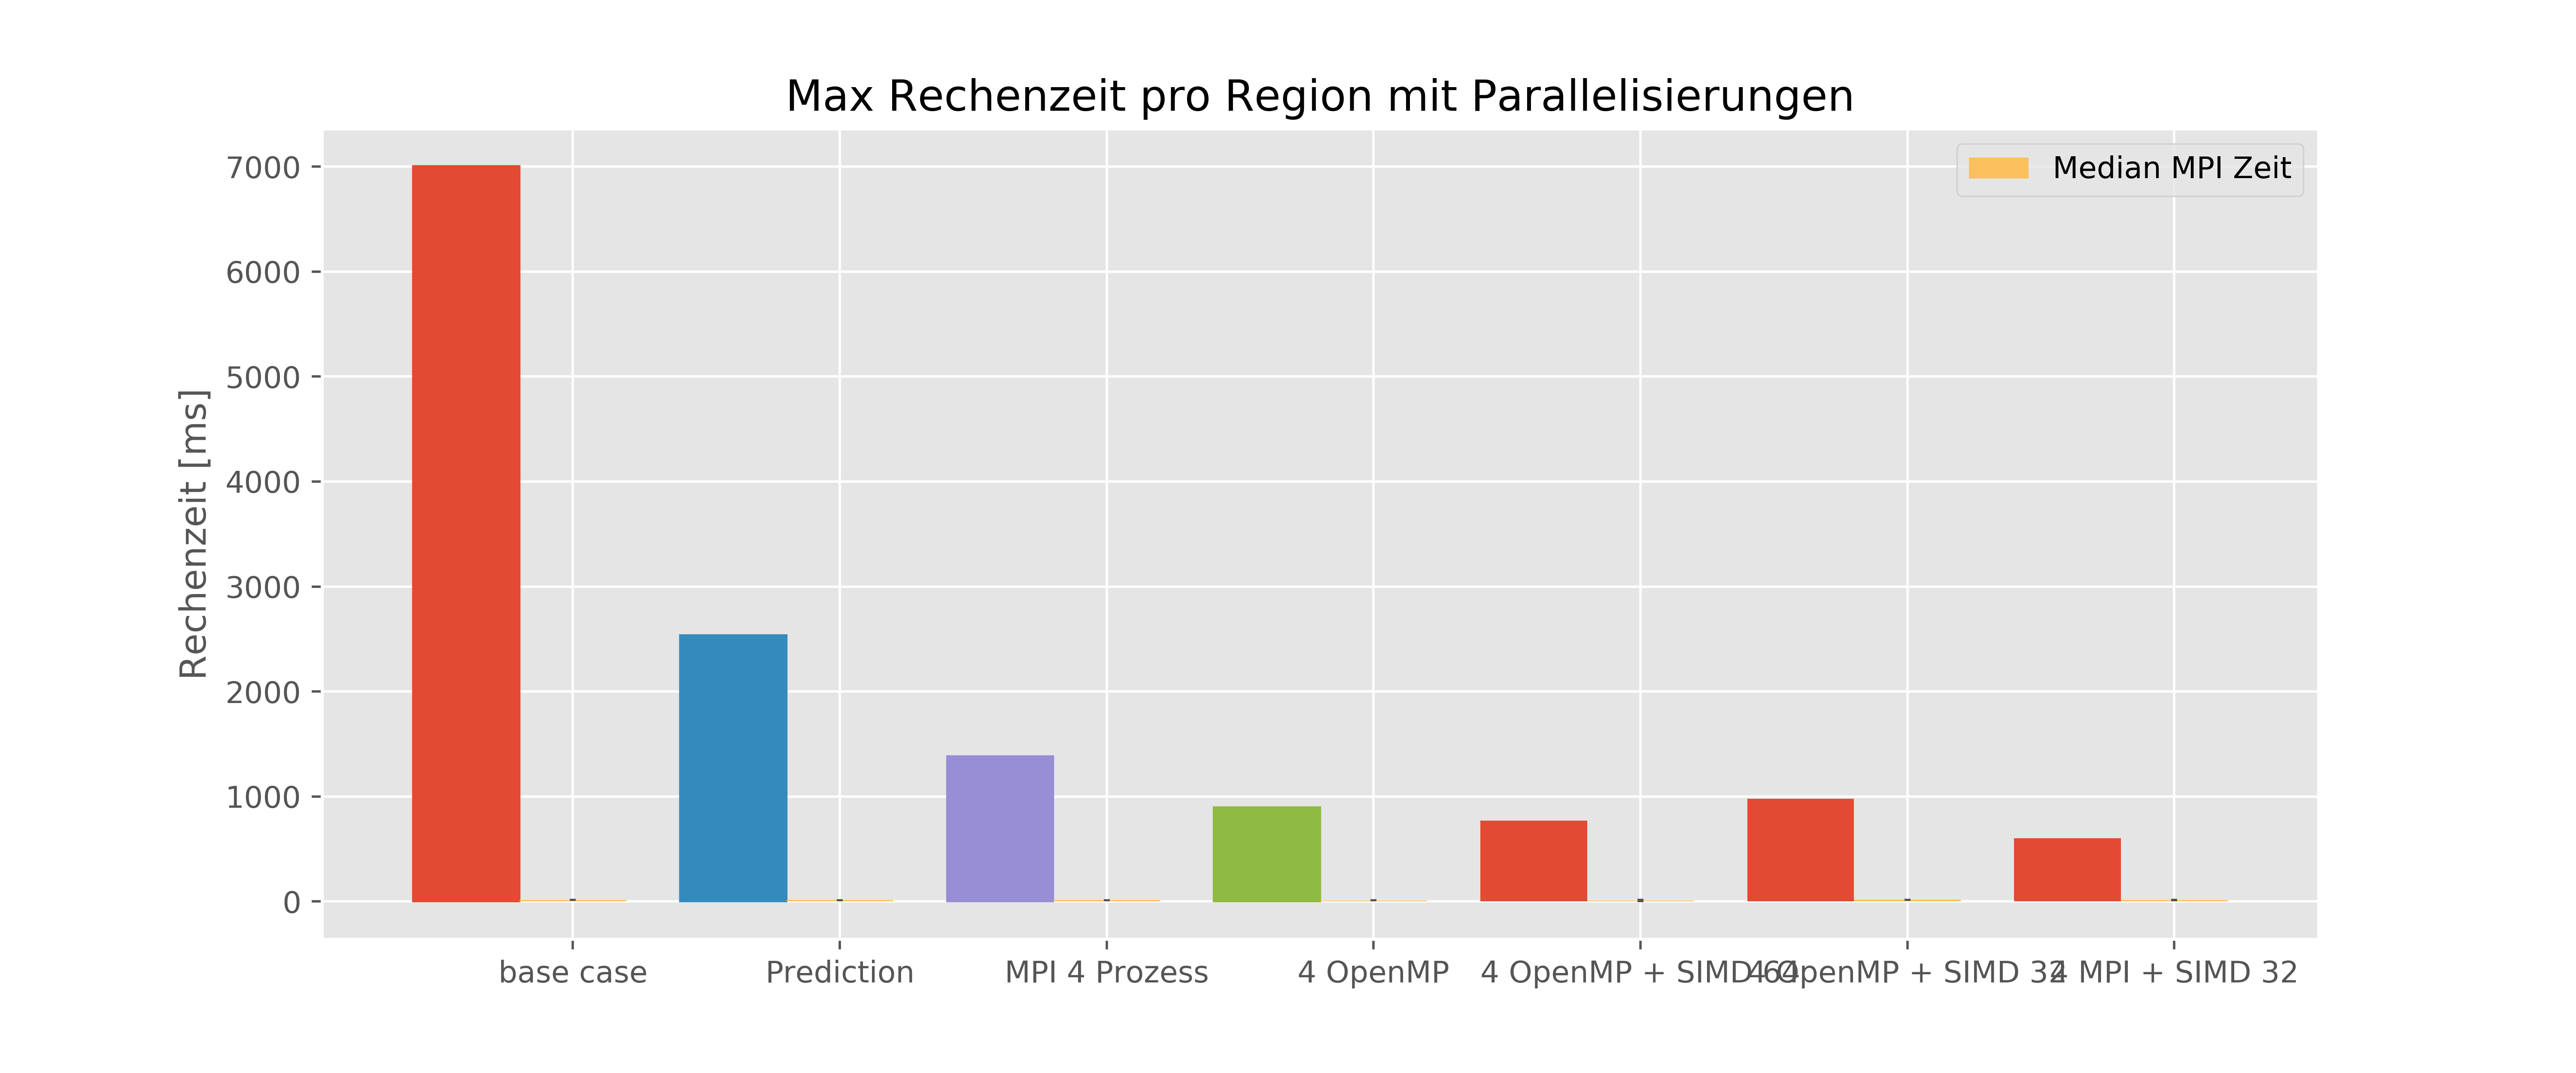 Max Rechenzeit pro Region mit Parallelisierungen
Median MPI Zeit
Rechenzeit [ms]
7000
6000
5000
4000
3000
2000
1000
0
base case
Prediction
MPI 4 Prozess
4 OpenMP
4 OpenMP + SIMD 64
4 OpenMP + SIMD 32
4 MPI + SIMD 32